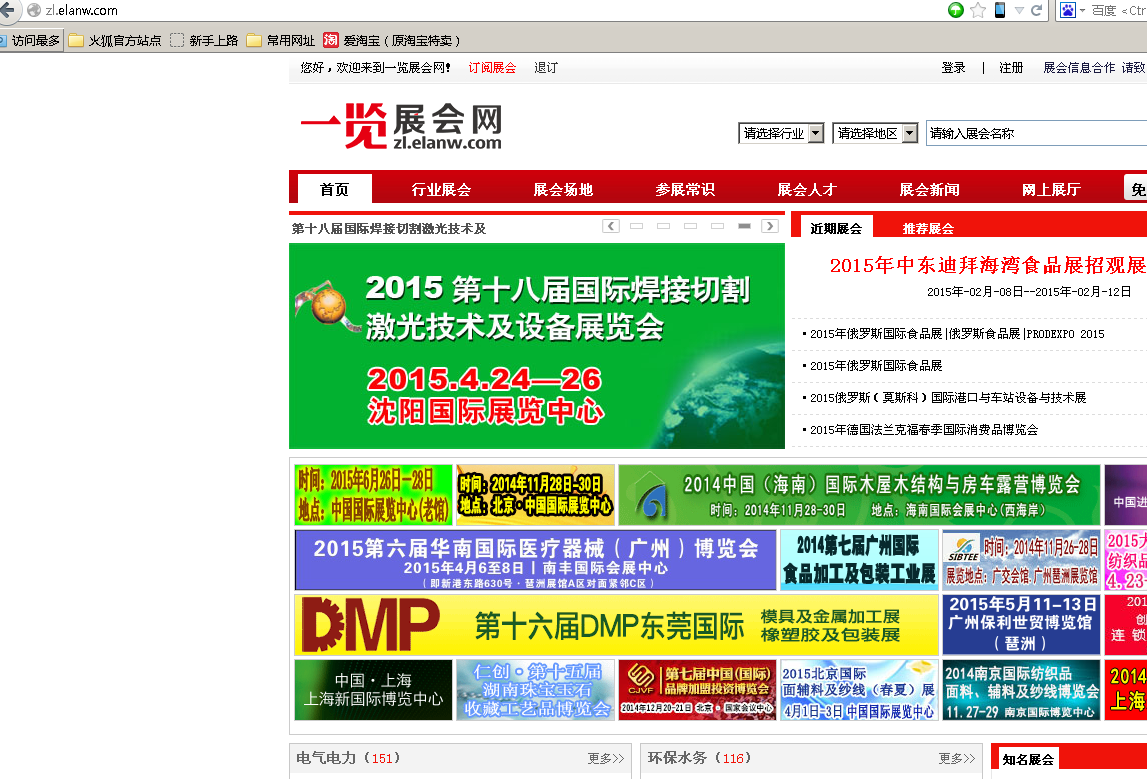 zl.elanw.com
百度 <Ctr
访问最多 火狐官方站点 新手上路 常用网址 淘 爱淘宝（原淘宝特卖）
您好，欢迎来到一览展会网！ 订阅展会 退订 登录 | 注册 展会信息合作 请致
一览展会网
zl.elanw.com
请选择行业 请选择地区 请输入展会名称
首页 行业展会 展会场地 参展常识 展会人才 展会新闻 网上展厅 免
第十八届国际焊接切割激光技术及
近期展会 推荐展会
2015 第十八届国际焊接切割
激光技术及设备展览会
2015.4.24—26
沈阳国际展览中心
2015年中东迪拜海湾食品展招观展
2015年-02月-08日--2015年-02月-12日
2015年俄罗斯国际食品展|俄罗斯食品展|PRODEXPO 2015
2015年俄罗斯国际食品展
2015俄罗斯（莫斯科）国际港口与车站设备与技术展
2015年德国法兰克福春季国际消费品博览会
时间：2015年6月26日—28日
地点：中国国际展览中心(老馆)
时间：2014年11月28日-30日
地点：北京·中国国际展览中心
2014中国（海南）国际木屋木结构与房车露营博览会
时间：2014年11月28-30日 地点：海南国际会展中心(西海岸)
中国进
2015第六届华南国际医疗器械（广州）博览会
2015年4月6至8日｜南丰国际会展中心
（即新港东路630号·琶洲展馆A区对面紧邻C区）
2014第七届广州国际
食品加工及包装工业展
SIBTEE 时间：2014年11月26-28日
展览地点：广交会馆.广州琶洲展览馆
2015大
纺织品
4.23-
DMP 第十六届DMP东莞国际 模具及金属加工展
橡塑胶及包装展
2015年5月11-13日
广州保利世贸博览馆
（琶洲）
201
创
连 锁
中国·上海
上海新国际博览中心
仁创·第十五届
湖南珠宝玉石
收藏工艺品博览会
CJVF 第七届中国(国际)
品牌加盟投资博览会
2014年12月20-21日 北京·国家会议中心
2015北京国际
面辅料及纱线（春夏）展
4月1日-3日 中国国际展览中心
2014南京国际纺织品
面料、辅料及纱线博览会
11.27-29 南京国际博览中心
2014
上海
电气电力（151） 更多>> 环保水务（116） 更多>> 知名展会